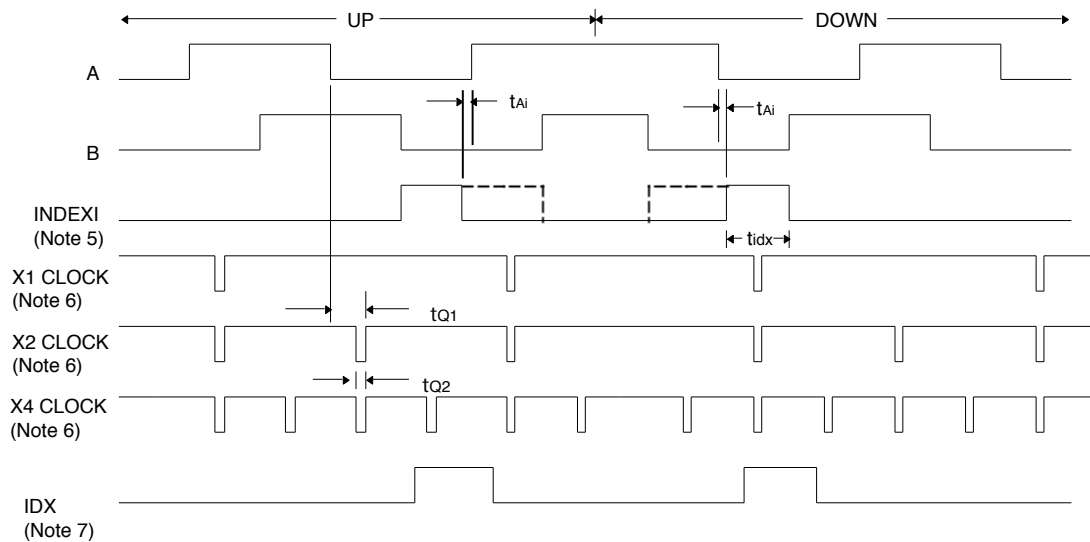 UP DOWN
A
tAi tAi
B
INDEXI
(Note 5)
tidx
X1 CLOCK
(Note 6)
tQ1
X2 CLOCK
(Note 6)
tQ2
X4 CLOCK
(Note 6)
IDX
(Note 7)